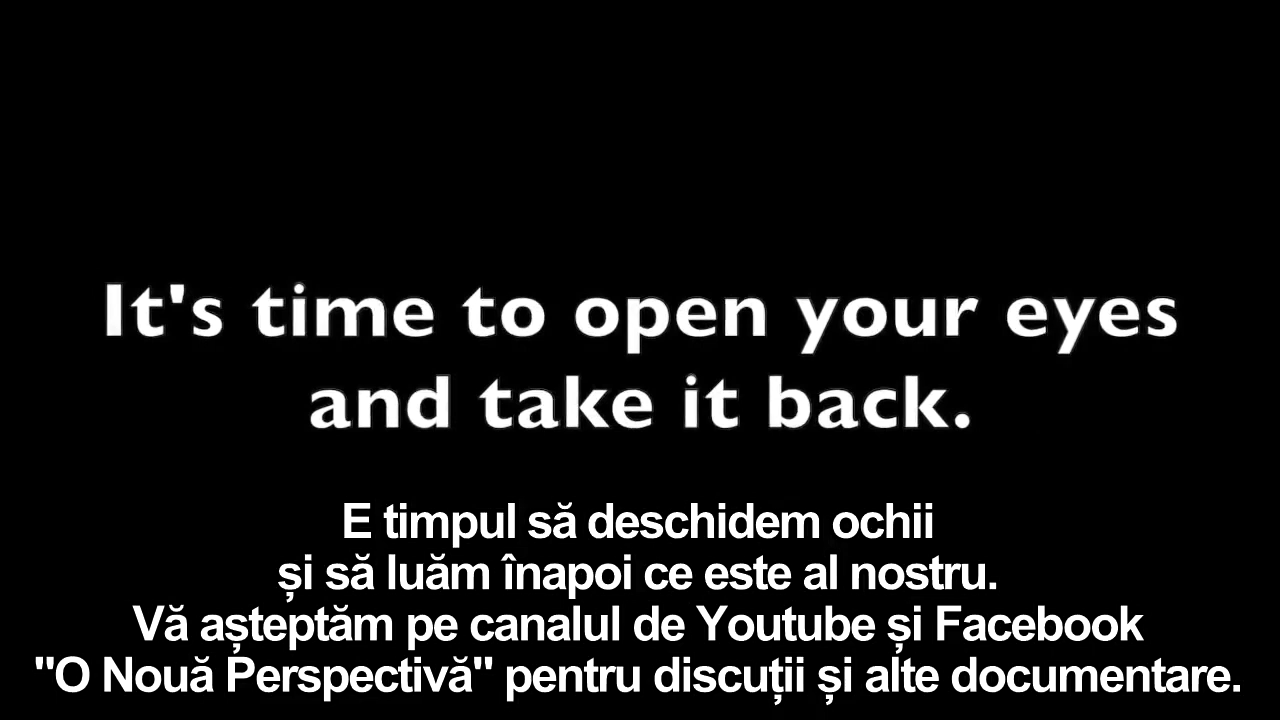 It's time to open your eyes
and take it back.
E timpul să deschidem ochii
și să luăm înapoi ce este al nostru.
Vă așteptăm pe canalul de Youtube și Facebook
"O Nouă Perspectivă" pentru discuții și alte documentare.